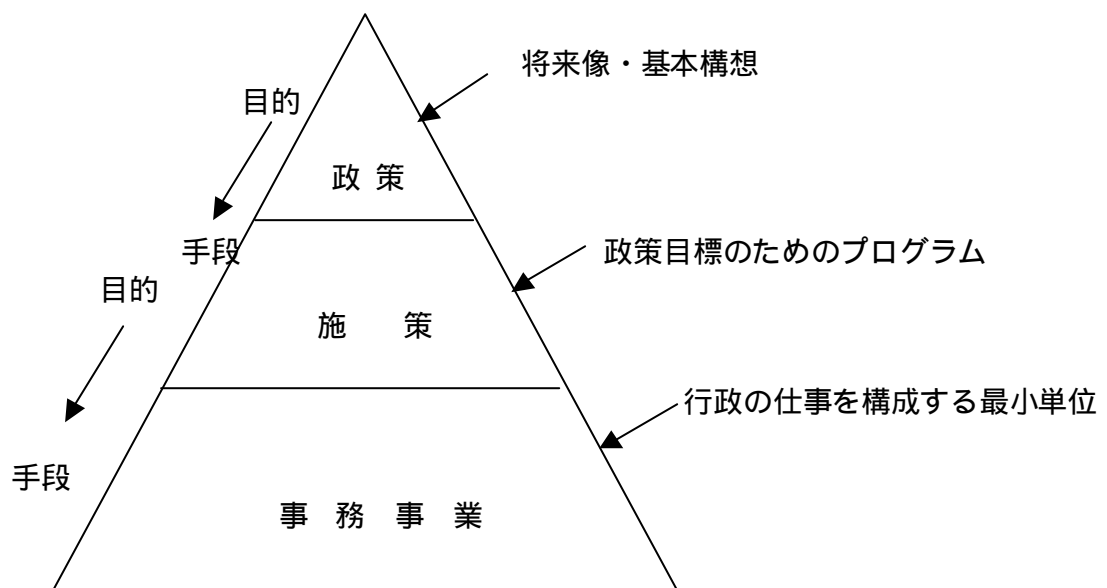 将来像・基本構想
目的
政 策
手段
政策目標のためのプログラム
目的
施 策
行政の仕事を構成する最小単位
手段
事 務 事 業